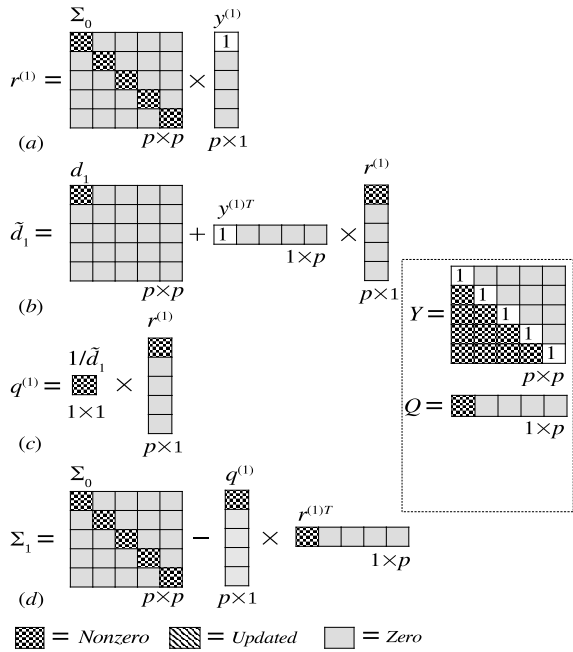 Σ₀ y⁽¹⁾
r⁽¹⁾ = × 1
(a) p×p p×1
d₁ r⁽¹⁾
d̃₁ = + y⁽¹⁾ᵀ ×
1
1×p
(b) p×p p×1
r⁽¹⁾
1/d̃₁
q⁽¹⁾ = ×
1×1
(c) p×1
Y = 1 1 1 1 1
p×p
Q =
1×p
Σ₀ q⁽¹⁾
Σ₁ = − × r⁽¹⁾ᵀ
1×p
(d) p×p p×1
= Nonzero = Updated = Zero